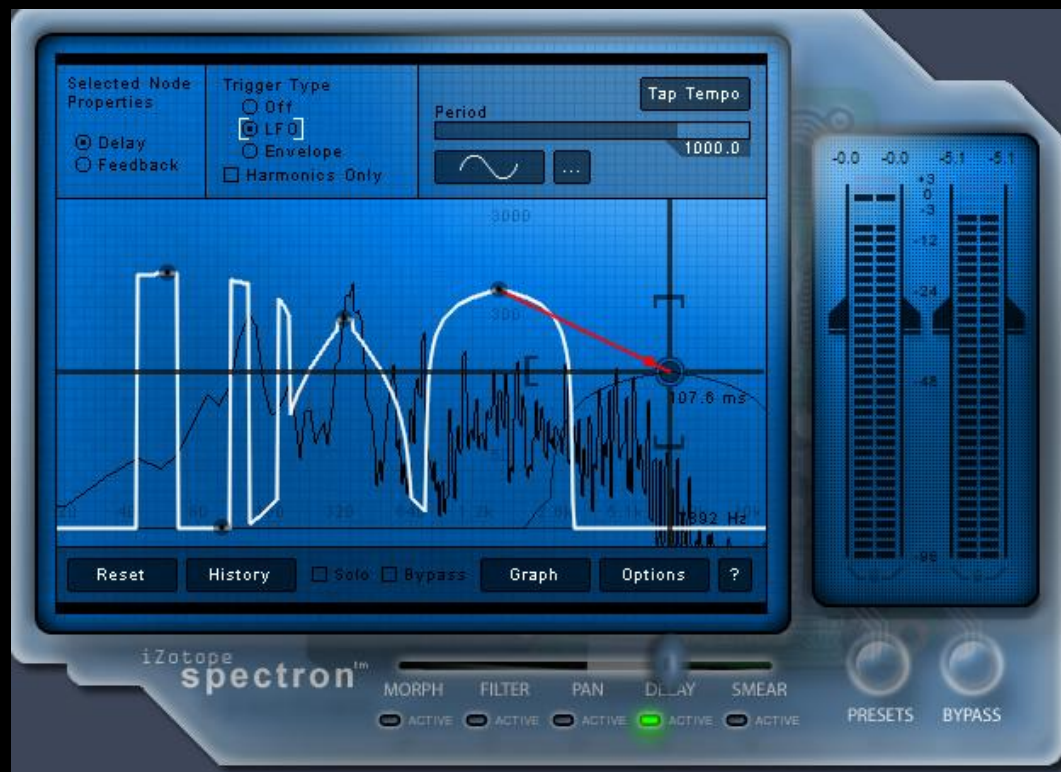 Selected Node
Properties
Delay
Feedback
Trigger Type
Off
LFO
Envelope
Harmonics Only
Period
Tap Tempo
1000.0
...
3000
300
107.6 ms
7892 Hz
Reset
History
Solo
Bypass
Graph
Options
?
-0.0 -0.0 -5.1 -5.1
+3
0
-3
-12
-24
-48
-96
iZotope
spectron™
MORPH FILTER PAN DELAY SMEAR
ACTIVE ACTIVE ACTIVE ACTIVE ACTIVE
PRESETS BYPASS